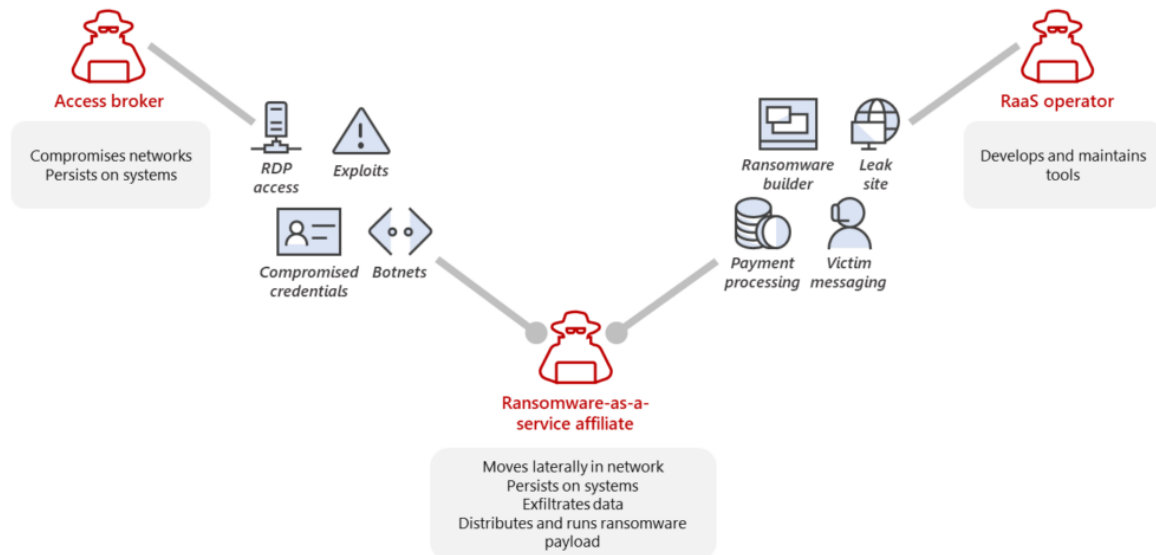 Access broker
Compromises networks
Persists on systems
RDP
access
Exploits
Compromised
credentials
Botnets
Ransomware
builder
Leak
site
Payment
processing
Victim
messaging
RaaS operator
Develops and maintains
tools
Ransomware-as-a-
service affiliate
Moves laterally in network
Persists on systems
Exfiltrates data
Distributes and runs ransomware
payload